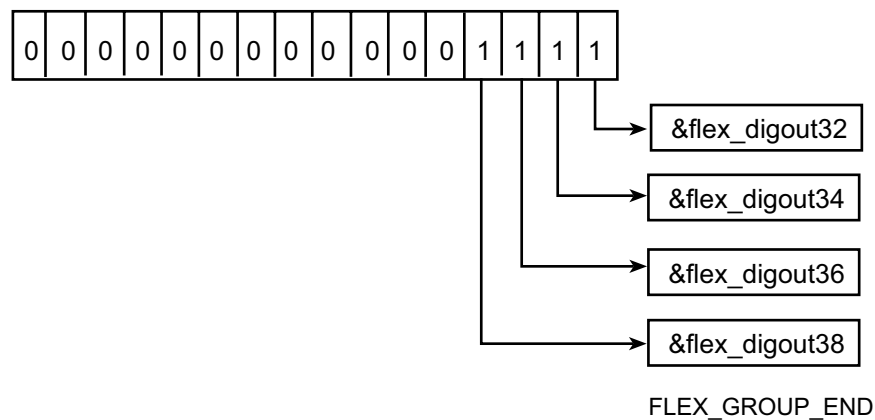 0 0 0 0 0 0 0 0 0 0 0 0 1 1 1 1
&flex_digout32
&flex_digout34
&flex_digout36
&flex_digout38
FLEX_GROUP_END